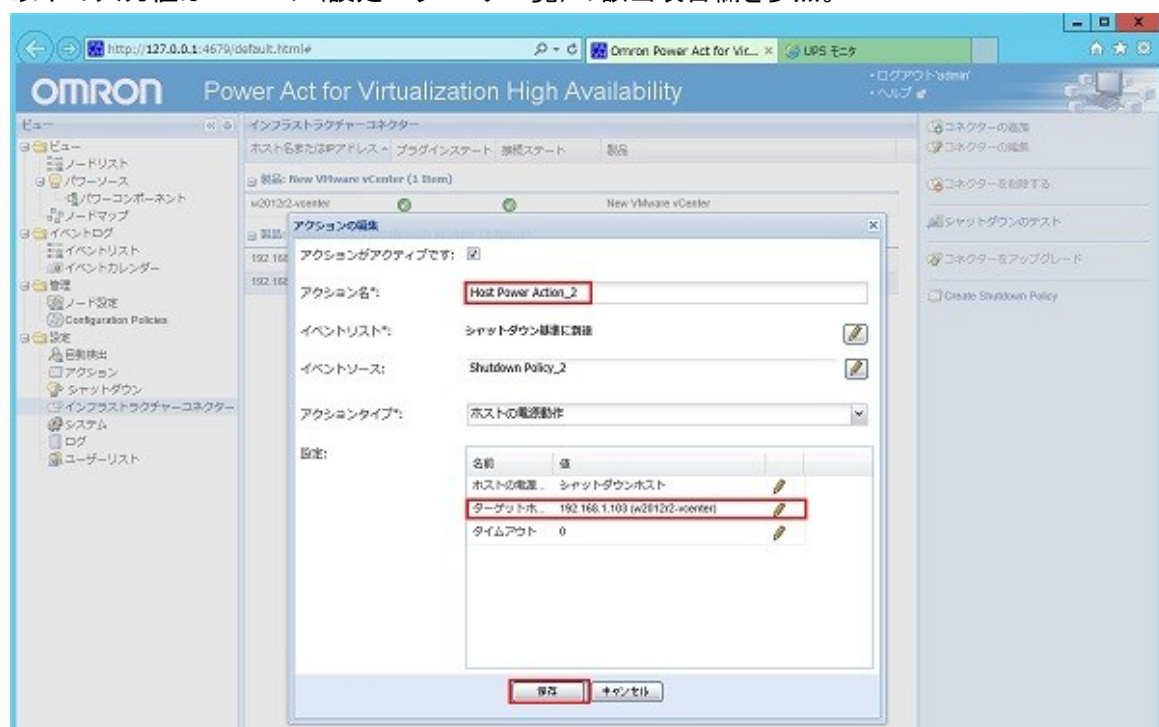 http://127.0.0.1:4679/default.html#
Omron Power Act for Vir... ×
UPS モニタ
OMRON Power Act for Virtualization High Availability
ログアウト'admin'
ヘルプ
ビュー
ビュー
ノードリスト
パワーソース
パワーコンポーネント
ノードマップ
イベントログ
イベントリスト
イベントカレンダー
管理
ノード設定
Configuration Policies
設定
自動検出
アクション
シャットダウン
インフラストラクチャーコネクター
システム
ログ
ユーザーリスト
インフラストラクチャーコネクター
ホスト名またはIPアドレス プラグインステート 接続ステート 製品
製品: New VMware vCenter (1 Item)
w2012r2-vcenter New VMware vCenter
製品:
192.168
192.168
コネクターの追加
コネクターの編集
コネクターを削除する
シャットダウンのテスト
コネクターをアップグレード
Create Shutdown Policy
アクションの編集
アクションがアクティブです:
アクション名*: Host Power Action_2
イベントリスト*: シャットダウン基準に到達
イベントソース: Shutdown Policy_2
アクションタイプ*: ホストの電源動作
設定:
名前 値
ホストの電源... シャットダウンホスト
ターゲットホ... 192.168.1.103 (w2012r2-vcenter)
タイムアウト 0
保存 キャンセル